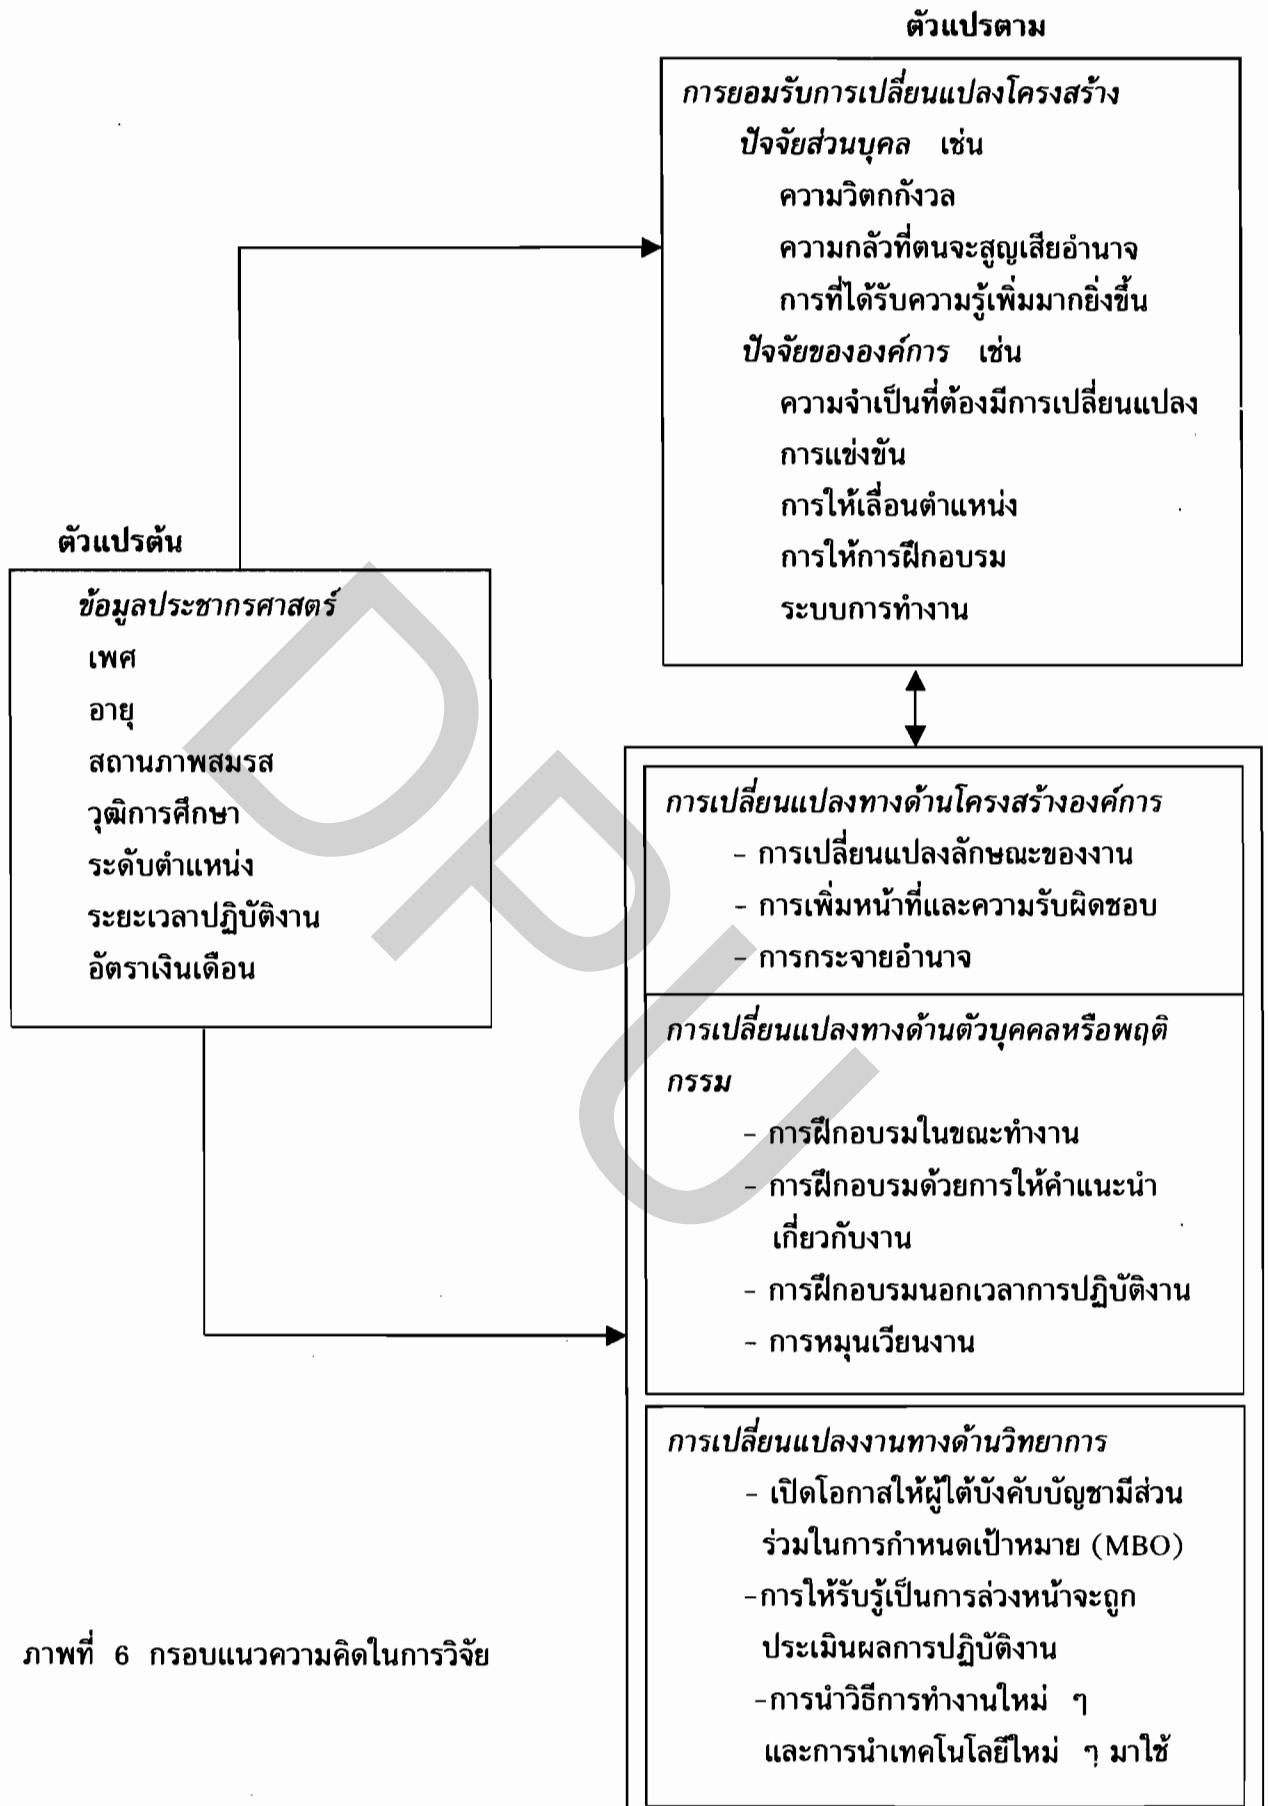 ตัวแปรตาม
การยอมรับการเปลี่ยนแปลงโครงสร้าง
ปัจจัยส่วนบุคล เช่น
ความวิตกกังวล
ความกลัวที่ตนจะสูญเสียอำนาจ
การที่ได้รับความรู้เพิ่มมากยิ่งขึ้น
ปัจจัยขององค์การ เช่น
ความจำเป็นที่ต้องมีการเปลี่ยนแปลง
การแข่งขัน
การให้เลื่อนตำแหน่ง
การให้การฝึกอบรม
ระบบการทำงาน
ตัวแปรต้น
ข้อมูลประชากรศาสตร์
เพศ
อายุ
สถานภาพสมรส
วุฒิการศึกษา
ระดับตำแหน่ง
ระยะเวลาปฏิบัติงาน
อัตราเงินเดือน
การเปลี่ยนแปลงทางด้านโครงสร้างองค์การ
- การเปลี่ยนแปลงลักษณะของงาน
- การเพิ่มหน้าที่และความรับผิดชอบ
- การกระจายอำนาจ
การเปลี่ยนแปลงทางด้านตัวบุคคลหรือพฤติ
กรรม
- การฝึกอบรมในขณะทำงาน
- การฝึกอบรมด้วยการให้คำแนะนำ
เกี่ยวกับงาน
- การฝึกอบรมนอกเวลาการปฏิบัติงาน
- การหมุนเวียนงาน
การเปลี่ยนแปลงงานทางด้านวิทยาการ
- เปิดโอกาสให้ผู้ใต้บังคับบัญชามีส่วน
ร่วมในการกำหนดเป้าหมาย (MBO)
-การให้รับรู้เป็นการล่วงหน้าจะถูก
ประเมินผลการปฏิบัติงาน
-การนำวิธีการทำงานใหม่ ๆ
และการนำเทคโนโลยีใหม่ ๆ มาใช้
ภาพที่ 6 กรอบแนวความคิดในการวิจัย
DPU